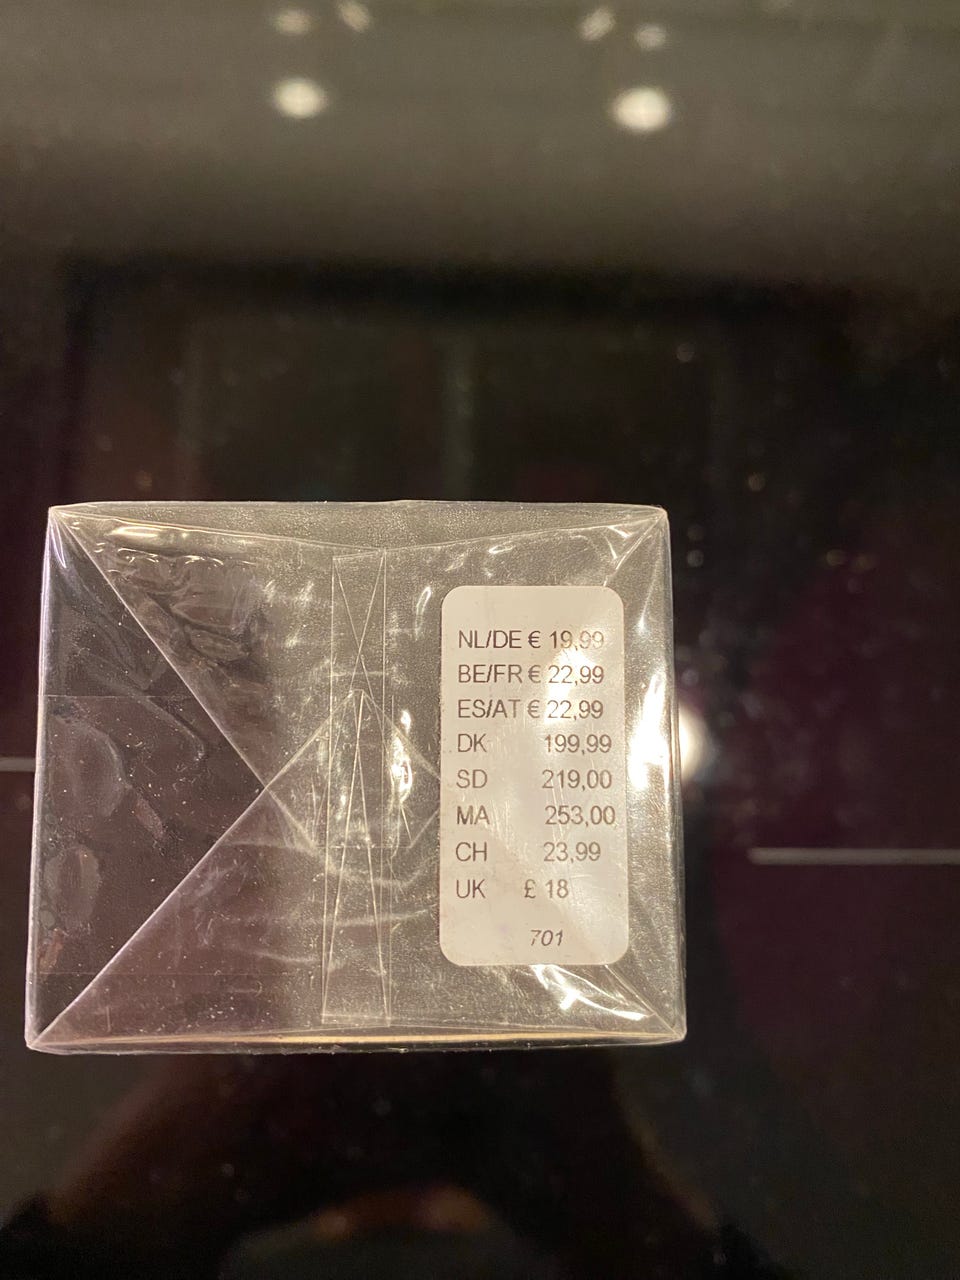 NL/DE € 19,99
BE/FR € 22,99
ES/AT € 22,99
DK 199,99
SD 219,00
MA 253,00
CH 23,99
UK £ 18
701